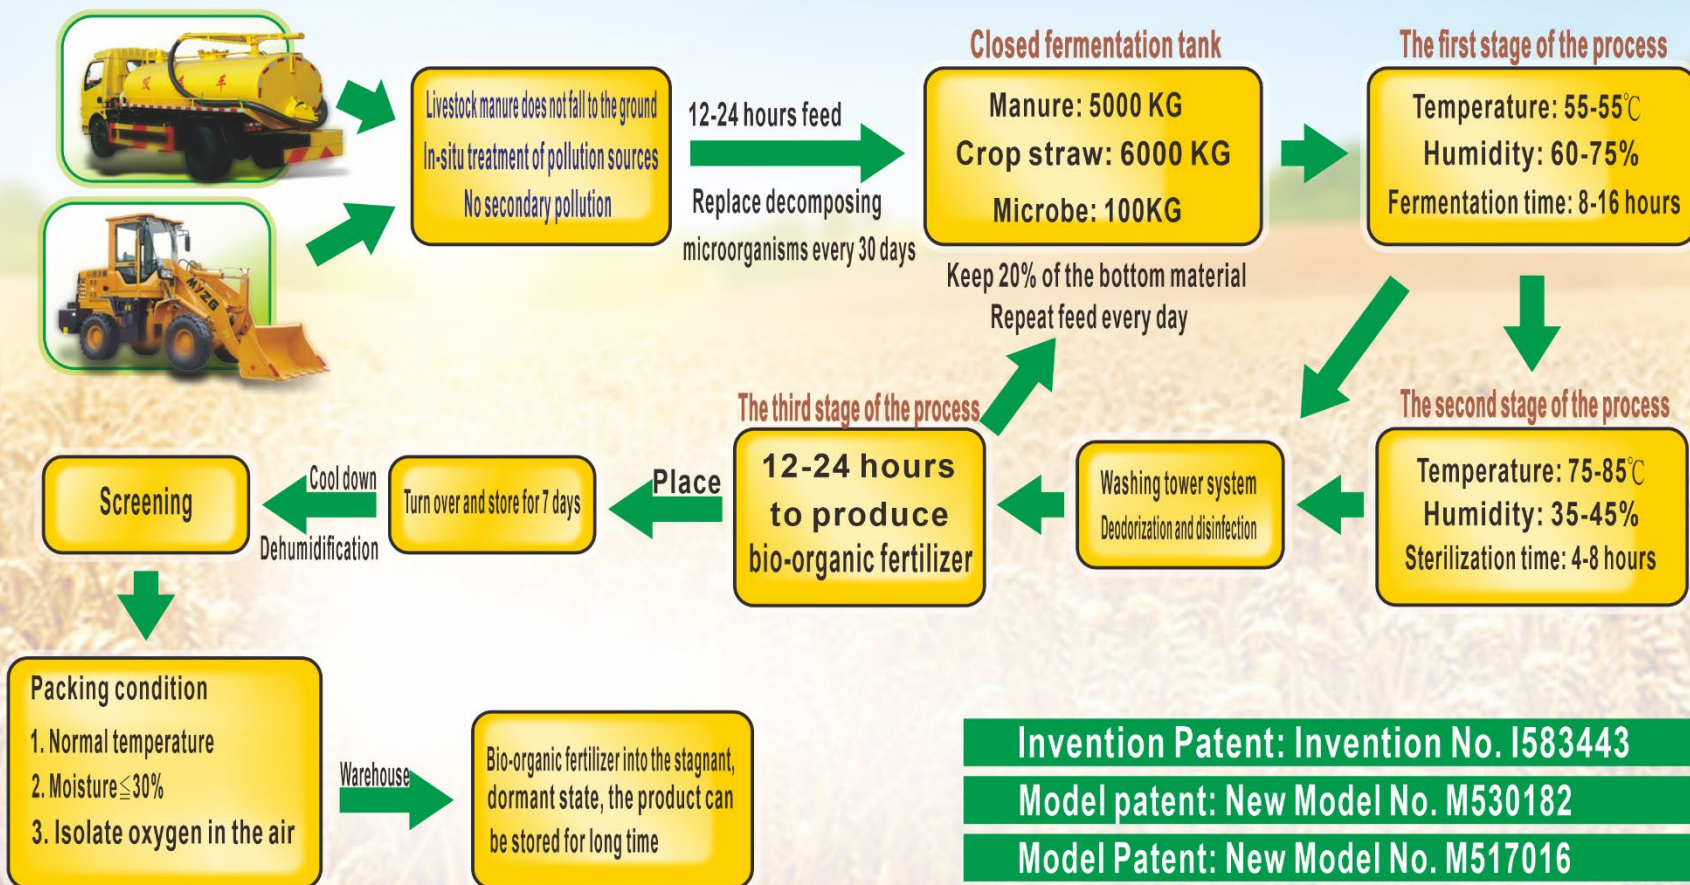 Livestock manure does not fall to the ground
In-situ treatment of pollution sources
No secondary pollution
12-24 hours feed
Replace decomposing
microorganisms every 30 days
Closed fermentation tank
Manure: 5000 KG
Crop straw: 6000 KG
Microbe: 100KG
Keep 20% of the bottom material
Repeat feed every day
The first stage of the process
Temperature: 55-55℃
Humidity: 60-75%
Fermentation time: 8-16 hours
MYZG
The second stage of the process
Temperature: 75-85℃
Humidity: 35-45%
Sterilization time: 4-8 hours
Washing tower system
Deodorization and disinfection
The third stage of the process
12-24 hours
to produce
bio-organic fertilizer
Place
Turn over and store for 7 days
Cool down
Dehumidification
Screening
Packing condition
1. Normal temperature
2. Moisture≦30%
3. Isolate oxygen in the air
Warehouse
Bio-organic fertilizer into the stagnant,
dormant state, the product can
be stored for long time
Invention Patent: Invention No. I583443
Model patent: New Model No. M530182
Model Patent: New Model No. M517016